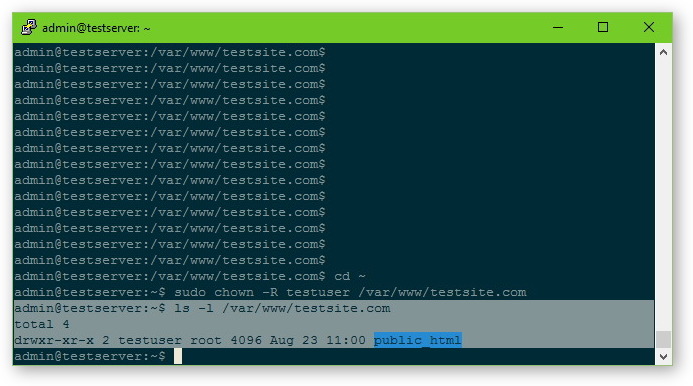 admin@testserver: ~
admin@testserver:/var/www/testsite.com$
admin@testserver:/var/www/testsite.com$
admin@testserver:/var/www/testsite.com$
admin@testserver:/var/www/testsite.com$
admin@testserver:/var/www/testsite.com$
admin@testserver:/var/www/testsite.com$
admin@testserver:/var/www/testsite.com$
admin@testserver:/var/www/testsite.com$
admin@testserver:/var/www/testsite.com$
admin@testserver:/var/www/testsite.com$
admin@testserver:/var/www/testsite.com$
admin@testserver:/var/www/testsite.com$
admin@testserver:/var/www/testsite.com$
admin@testserver:/var/www/testsite.com$
admin@testserver:/var/www/testsite.com$ cd ~
admin@testserver:~$ sudo chown -R testuser /var/www/testsite.com
admin@testserver:~$ ls -l /var/www/testsite.com
total 4
drwxr-xr-x 2 testuser root 4096 Aug 23 11:00 public_html
admin@testserver:~$